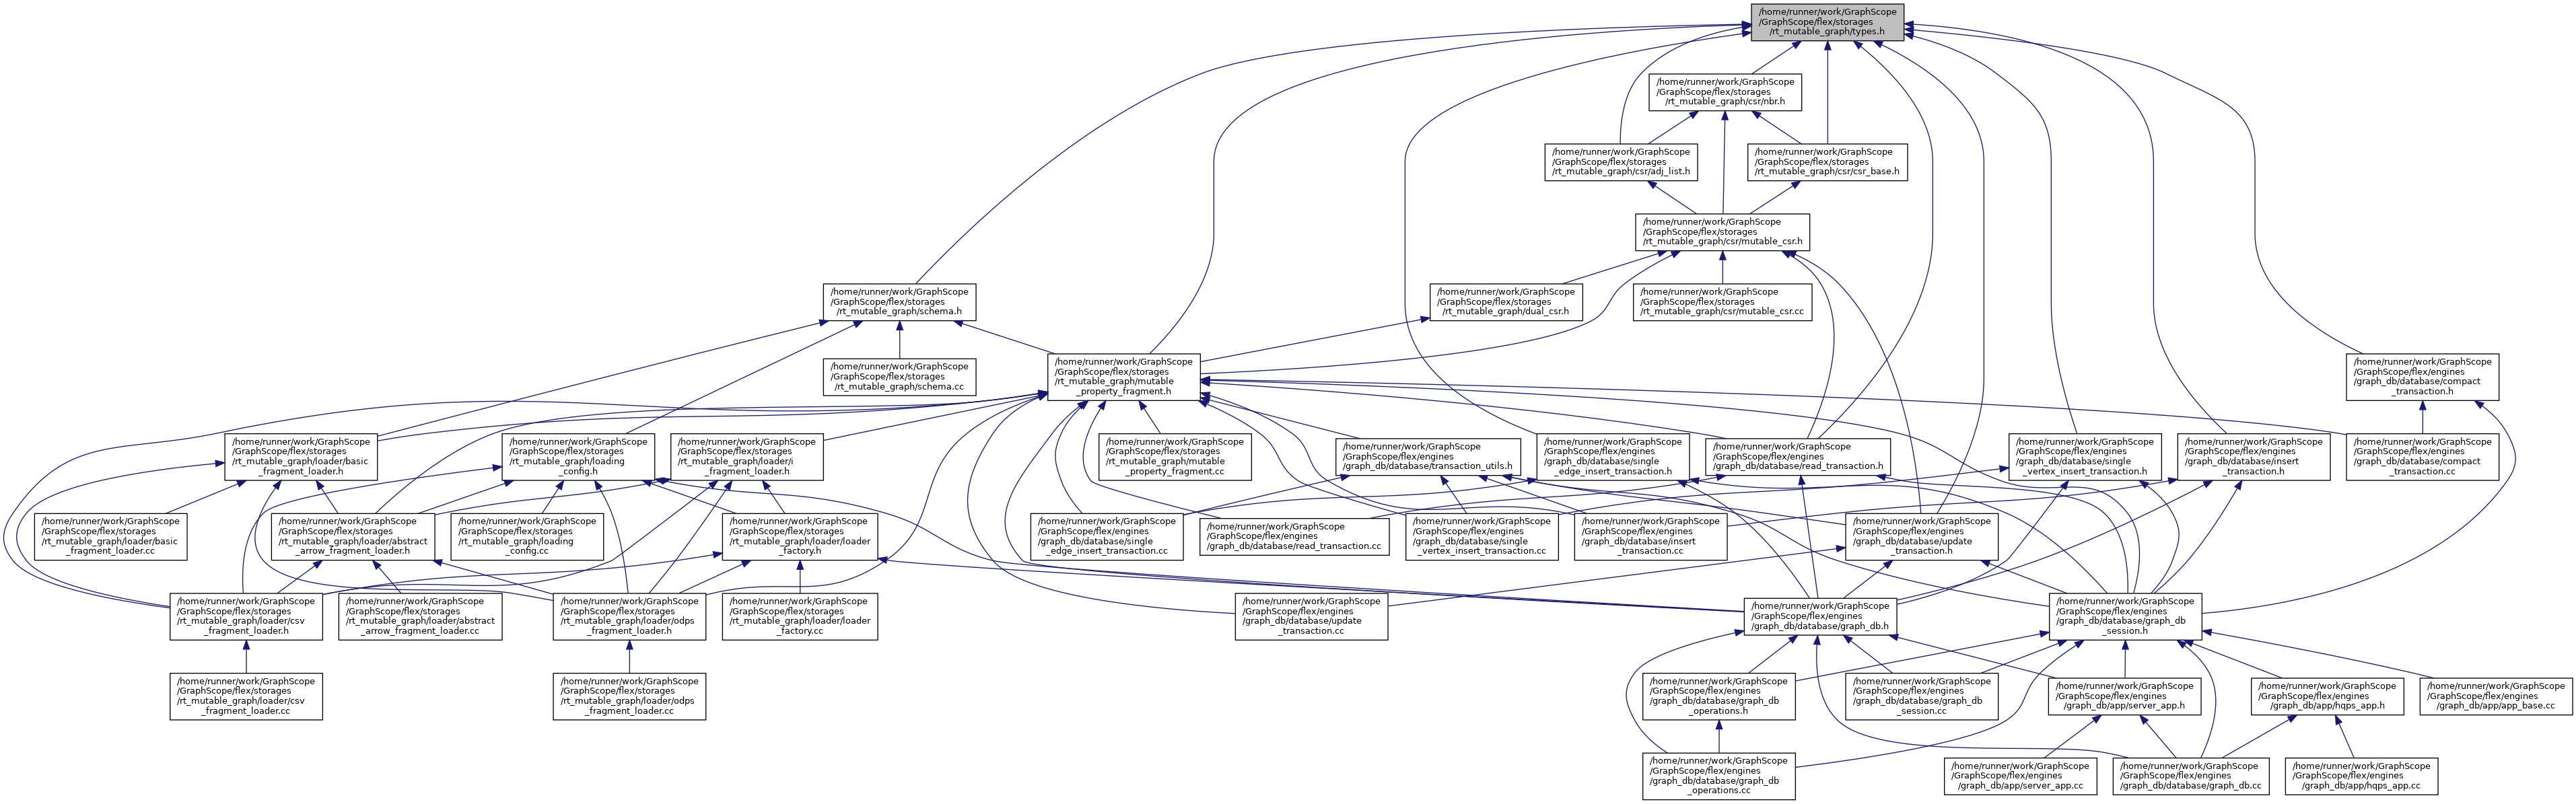 /home/runner/work/GraphScope
/GraphScope/flex/storages
/rt_mutable_graph/types.h
/home/runner/work/GraphScope
/GraphScope/flex/storages
/rt_mutable_graph/csr/nbr.h
/home/runner/work/GraphScope
/GraphScope/flex/storages
/rt_mutable_graph/csr/adj_list.h
/home/runner/work/GraphScope
/GraphScope/flex/storages
/rt_mutable_graph/csr/csr_base.h
/home/runner/work/GraphScope
/GraphScope/flex/storages
/rt_mutable_graph/csr/mutable_csr.h
/home/runner/work/GraphScope
/GraphScope/flex/storages
/rt_mutable_graph/schema.h
/home/runner/work/GraphScope
/GraphScope/flex/storages
/rt_mutable_graph/dual_csr.h
/home/runner/work/GraphScope
/GraphScope/flex/storages
/rt_mutable_graph/csr/mutable_csr.cc
/home/runner/work/GraphScope
/GraphScope/flex/storages
/rt_mutable_graph/schema.cc
/home/runner/work/GraphScope
/GraphScope/flex/storages
/rt_mutable_graph/mutable
_property_fragment.h
/home/runner/work/GraphScope
/GraphScope/flex/engines
/graph_db/database/compact
_transaction.h
/home/runner/work/GraphScope
/GraphScope/flex/storages
/rt_mutable_graph/loader/basic
_fragment_loader.h
/home/runner/work/GraphScope
/GraphScope/flex/storages
/rt_mutable_graph/loading
_config.h
/home/runner/work/GraphScope
/GraphScope/flex/storages
/rt_mutable_graph/loader/i
_fragment_loader.h
/home/runner/work/GraphScope
/GraphScope/flex/storages
/rt_mutable_graph/mutable
_property_fragment.cc
/home/runner/work/GraphScope
/GraphScope/flex/engines
/graph_db/database/transaction_utils.h
/home/runner/work/GraphScope
/GraphScope/flex/engines
/graph_db/database/single
_edge_insert_transaction.h
/home/runner/work/GraphScope
/GraphScope/flex/engines
/graph_db/database/read_transaction.h
/home/runner/work/GraphScope
/GraphScope/flex/engines
/graph_db/database/single
_vertex_insert_transaction.h
/home/runner/work/GraphScope
/GraphScope/flex/engines
/graph_db/database/insert
_transaction.h
/home/runner/work/GraphScope
/GraphScope/flex/engines
/graph_db/database/compact
_transaction.cc
/home/runner/work/GraphScope
/GraphScope/flex/storages
/rt_mutable_graph/loader/basic
_fragment_loader.cc
/home/runner/work/GraphScope
/GraphScope/flex/storages
/rt_mutable_graph/loader/abstract
_arrow_fragment_loader.h
/home/runner/work/GraphScope
/GraphScope/flex/storages
/rt_mutable_graph/loading
_config.cc
/home/runner/work/GraphScope
/GraphScope/flex/storages
/rt_mutable_graph/loader/loader
_factory.h
/home/runner/work/GraphScope
/GraphScope/flex/engines
/graph_db/database/single
_edge_insert_transaction.cc
/home/runner/work/GraphScope
/GraphScope/flex/engines
/graph_db/database/read_transaction.cc
/home/runner/work/GraphScope
/GraphScope/flex/engines
/graph_db/database/single
_vertex_insert_transaction.cc
/home/runner/work/GraphScope
/GraphScope/flex/engines
/graph_db/database/insert
_transaction.cc
/home/runner/work/GraphScope
/GraphScope/flex/engines
/graph_db/database/update
_transaction.h
/home/runner/work/GraphScope
/GraphScope/flex/storages
/rt_mutable_graph/loader/csv
_fragment_loader.h
/home/runner/work/GraphScope
/GraphScope/flex/storages
/rt_mutable_graph/loader/abstract
_arrow_fragment_loader.cc
/home/runner/work/GraphScope
/GraphScope/flex/storages
/rt_mutable_graph/loader/odps
_fragment_loader.h
/home/runner/work/GraphScope
/GraphScope/flex/storages
/rt_mutable_graph/loader/loader
_factory.cc
/home/runner/work/GraphScope
/GraphScope/flex/engines
/graph_db/database/update
_transaction.cc
/home/runner/work/GraphScope
/GraphScope/flex/engines
/graph_db/database/graph_db.h
/home/runner/work/GraphScope
/GraphScope/flex/engines
/graph_db/database/graph_db
_session.h
/home/runner/work/GraphScope
/GraphScope/flex/storages
/rt_mutable_graph/loader/csv
_fragment_loader.cc
/home/runner/work/GraphScope
/GraphScope/flex/storages
/rt_mutable_graph/loader/odps
_fragment_loader.cc
/home/runner/work/GraphScope
/GraphScope/flex/engines
/graph_db/database/graph_db
_operations.h
/home/runner/work/GraphScope
/GraphScope/flex/engines
/graph_db/database/graph_db
_session.cc
/home/runner/work/GraphScope
/GraphScope/flex/engines
/graph_db/app/server_app.h
/home/runner/work/GraphScope
/GraphScope/flex/engines
/graph_db/app/hqps_app.h
/home/runner/work/GraphScope
/GraphScope/flex/engines
/graph_db/app/app_base.cc
/home/runner/work/GraphScope
/GraphScope/flex/engines
/graph_db/database/graph_db
_operations.cc
/home/runner/work/GraphScope
/GraphScope/flex/engines
/graph_db/app/server_app.cc
/home/runner/work/GraphScope
/GraphScope/flex/engines
/graph_db/database/graph_db.cc
/home/runner/work/GraphScope
/GraphScope/flex/engines
/graph_db/app/hqps_app.cc